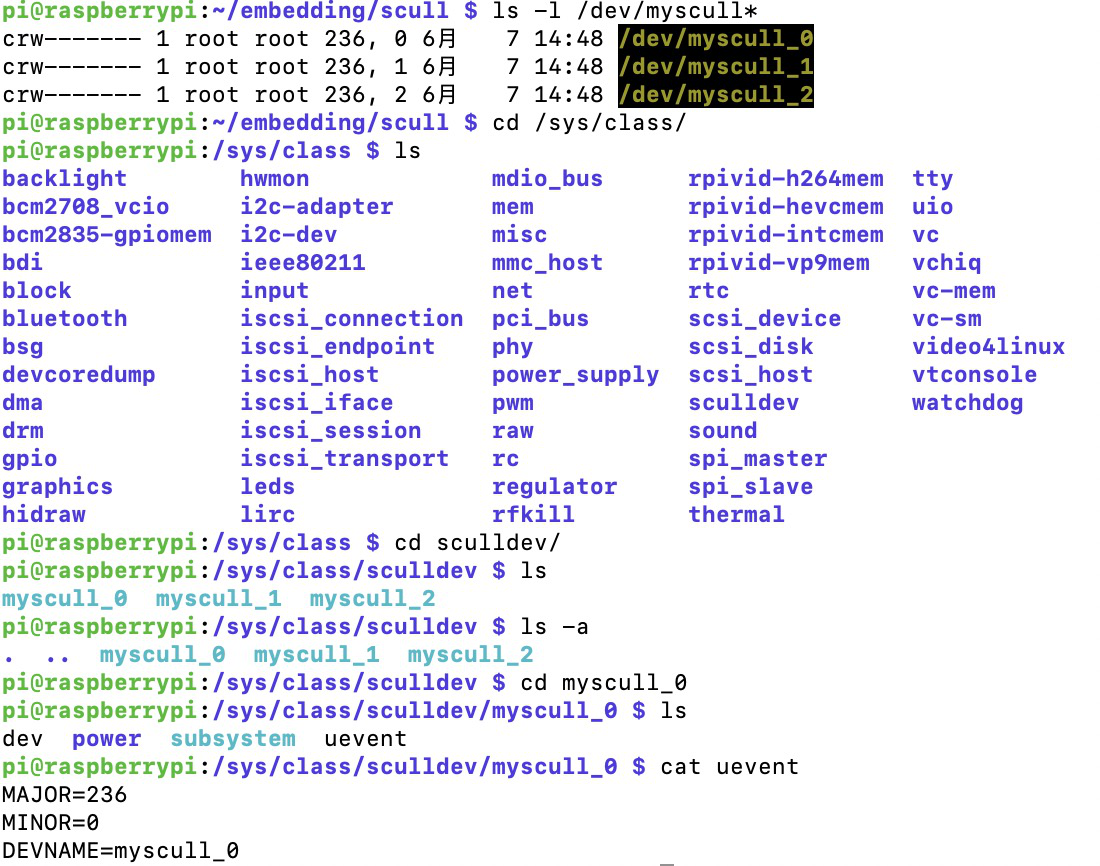 pi@raspberrypi:~/embedding/scull $ ls -l /dev/myscull*
crw------- 1 root root 236, 0 6月   7 14:48 /dev/myscull_0
crw------- 1 root root 236, 1 6月   7 14:48 /dev/myscull_1
crw------- 1 root root 236, 2 6月   7 14:48 /dev/myscull_2
pi@raspberrypi:~/embedding/scull $ cd /sys/class/
pi@raspberrypi:/sys/class $ ls
backlight        hwmon             mdio_bus      rpivid-h264mem  tty
bcm2708_vcio     i2c-adapter       mem           rpivid-hevcmem  uio
bcm2835-gpiomem  i2c-dev           misc          rpivid-intcmem  vc
bdi              ieee80211         mmc_host      rpivid-vp9mem   vchiq
block            input             net           rtc             vc-mem
bluetooth        iscsi_connection  pci_bus       scsi_device     vc-sm
bsg              iscsi_endpoint    phy           scsi_disk       video4linux
devcoredump      iscsi_host        power_supply  scsi_host       vtconsole
dma              iscsi_iface       pwm           sculldev        watchdog
drm              iscsi_session     raw           sound
gpio             iscsi_transport   rc            spi_master
graphics         leds              regulator     spi_slave
hidraw           lirc              rfkill        thermal
pi@raspberrypi:/sys/class $ cd sculldev/
pi@raspberrypi:/sys/class/sculldev $ ls
myscull_0  myscull_1  myscull_2
pi@raspberrypi:/sys/class/sculldev $ ls -a
.  ..  myscull_0  myscull_1  myscull_2
pi@raspberrypi:/sys/class/sculldev $ cd myscull_0
pi@raspberrypi:/sys/class/sculldev/myscull_0 $ ls
dev  power  subsystem  uevent
pi@raspberrypi:/sys/class/sculldev/myscull_0 $ cat uevent
MAJOR=236
MINOR=0
DEVNAME=myscull_0